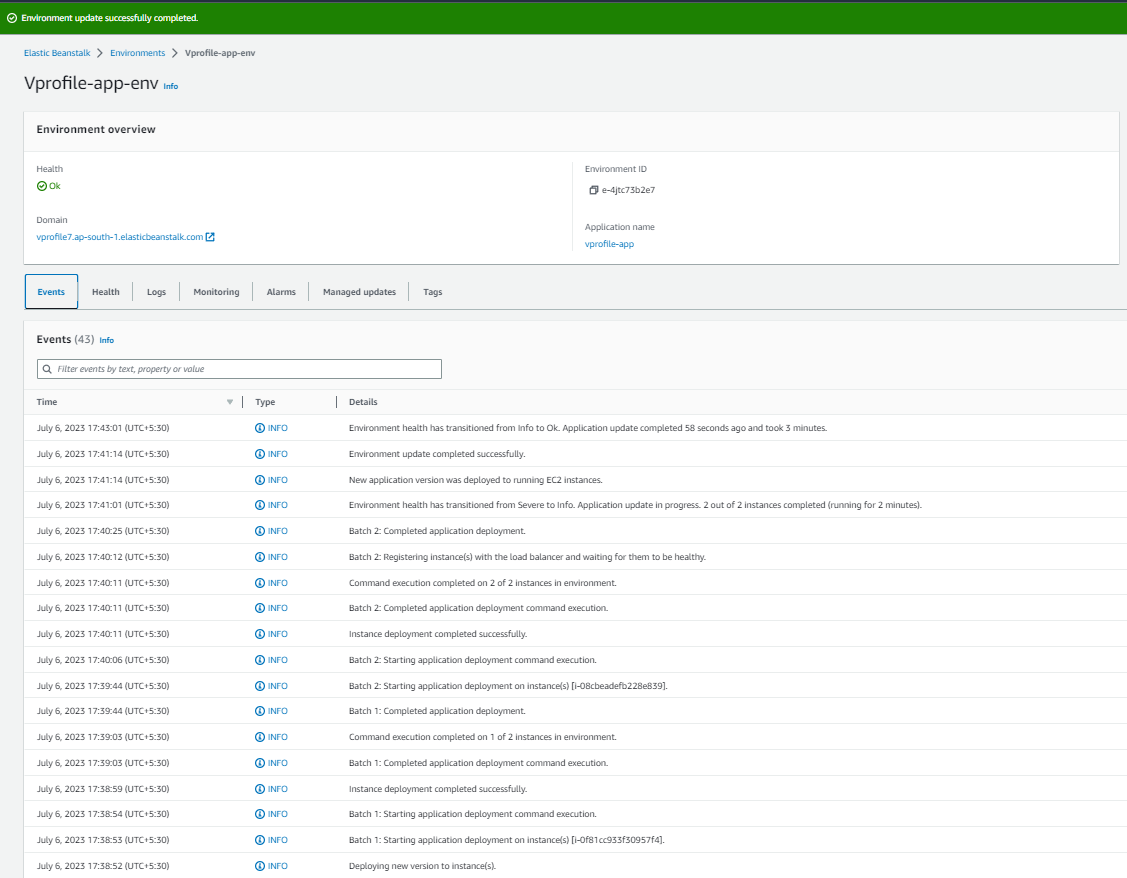 Environment update successfully completed.
Elastic Beanstalk > Environments > Vprofile-app-env
Vprofile-app-env Info
Environment overview
Health
Ok
Domain
vprofile7.ap-south-1.elasticbeanstalk.com
Environment ID
e-4jtc73b2e7
Application name
vprofile-app
Events Health Logs Monitoring Alarms Managed updates Tags
Events (43) Info
Filter events by text, property or value
Time Type Details
July 6, 2023 17:43:01 (UTC+5:30) INFO Environment health has transitioned from Info to Ok. Application update completed 58 seconds ago and took 3 minutes.
July 6, 2023 17:41:14 (UTC+5:30) INFO Environment update completed successfully.
July 6, 2023 17:41:14 (UTC+5:30) INFO New application version was deployed to running EC2 instances.
July 6, 2023 17:41:01 (UTC+5:30) INFO Environment health has transitioned from Severe to Info. Application update in progress. 2 out of 2 instances completed (running for 2 minutes).
July 6, 2023 17:40:25 (UTC+5:30) INFO Batch 2: Completed application deployment.
July 6, 2023 17:40:12 (UTC+5:30) INFO Batch 2: Registering instance(s) with the load balancer and waiting for them to be healthy.
July 6, 2023 17:40:11 (UTC+5:30) INFO Command execution completed on 2 of 2 instances in environment.
July 6, 2023 17:40:11 (UTC+5:30) INFO Batch 2: Completed application deployment command execution.
July 6, 2023 17:40:11 (UTC+5:30) INFO Instance deployment completed successfully.
July 6, 2023 17:40:06 (UTC+5:30) INFO Batch 2: Starting application deployment command execution.
July 6, 2023 17:39:44 (UTC+5:30) INFO Batch 2: Starting application deployment on instance(s) [i-08cbeadefb228e839].
July 6, 2023 17:39:44 (UTC+5:30) INFO Batch 1: Completed application deployment.
July 6, 2023 17:39:03 (UTC+5:30) INFO Command execution completed on 1 of 2 instances in environment.
July 6, 2023 17:39:03 (UTC+5:30) INFO Batch 1: Completed application deployment command execution.
July 6, 2023 17:38:59 (UTC+5:30) INFO Instance deployment completed successfully.
July 6, 2023 17:38:54 (UTC+5:30) INFO Batch 1: Starting application deployment command execution.
July 6, 2023 17:38:53 (UTC+5:30) INFO Batch 1: Starting application deployment on instance(s) [i-0f81cc933f30957f4].
July 6, 2023 17:38:52 (UTC+5:30) INFO Deploying new version to instance(s).